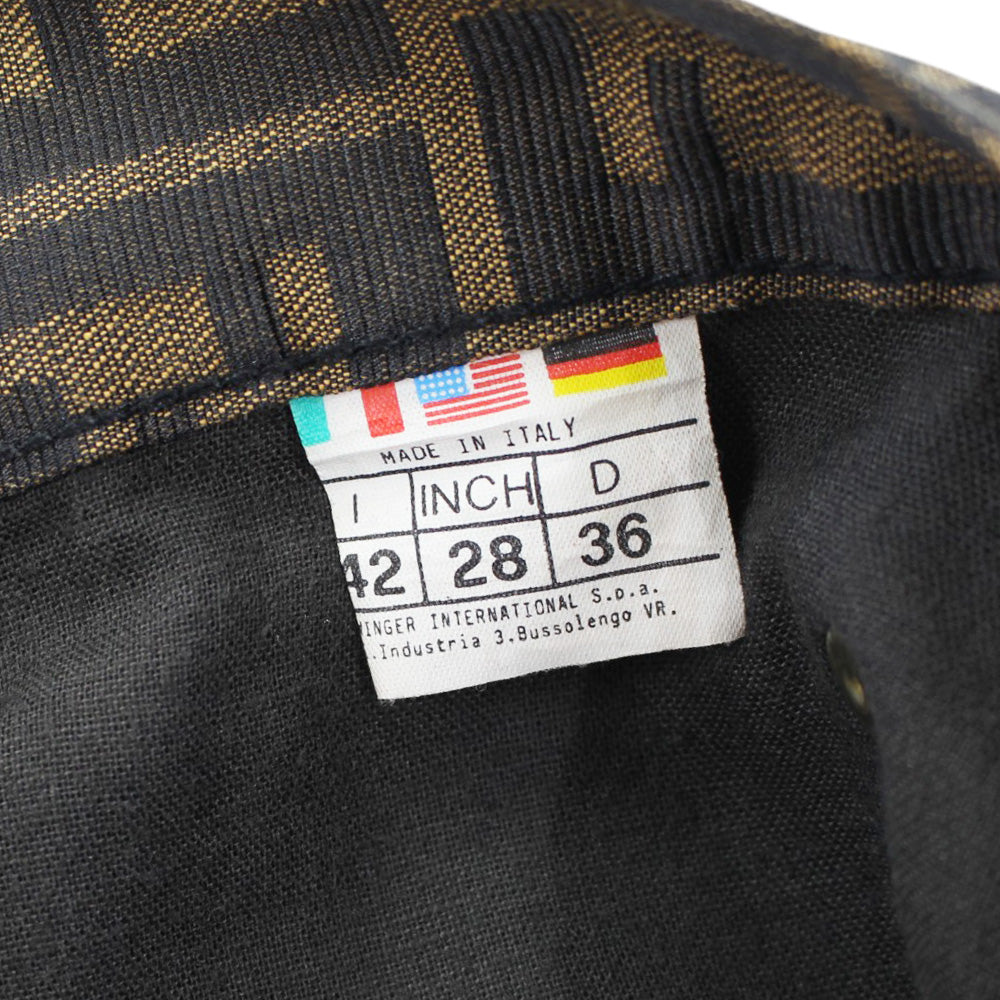 MADE IN ITALY
I INCH D
42 28 36
INTERNATIONAL S.p.a.
.Industria 3.Bussolengo VR.